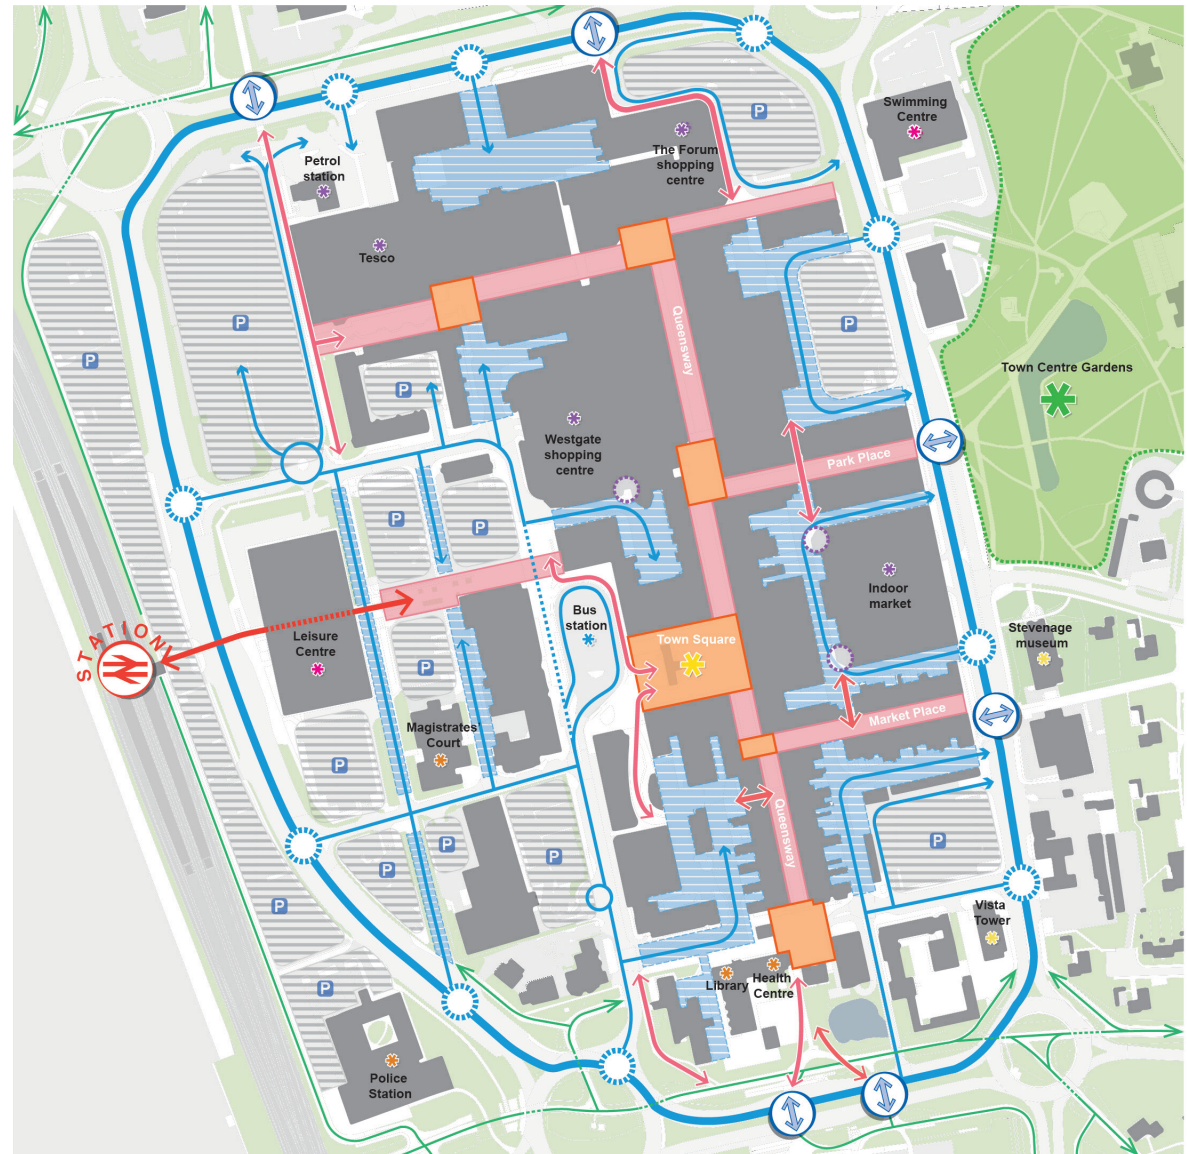 Swimming
Centre
P
The Forum
shopping
centre
Petrol
station
Tesco
P
P
P
P
Queensway
Town Centre Gardens
Westgate
shopping
centre
Park Place
P
P
Indoor
market
Bus
station
Stevenage
museum
STATION
Leisure
Centre
Town Square
P
Market Place
Magistrates'
Court
P
Queensway
P
P
P
P
P
Vista
Tower
P
Library
Health
Centre
Police
Station